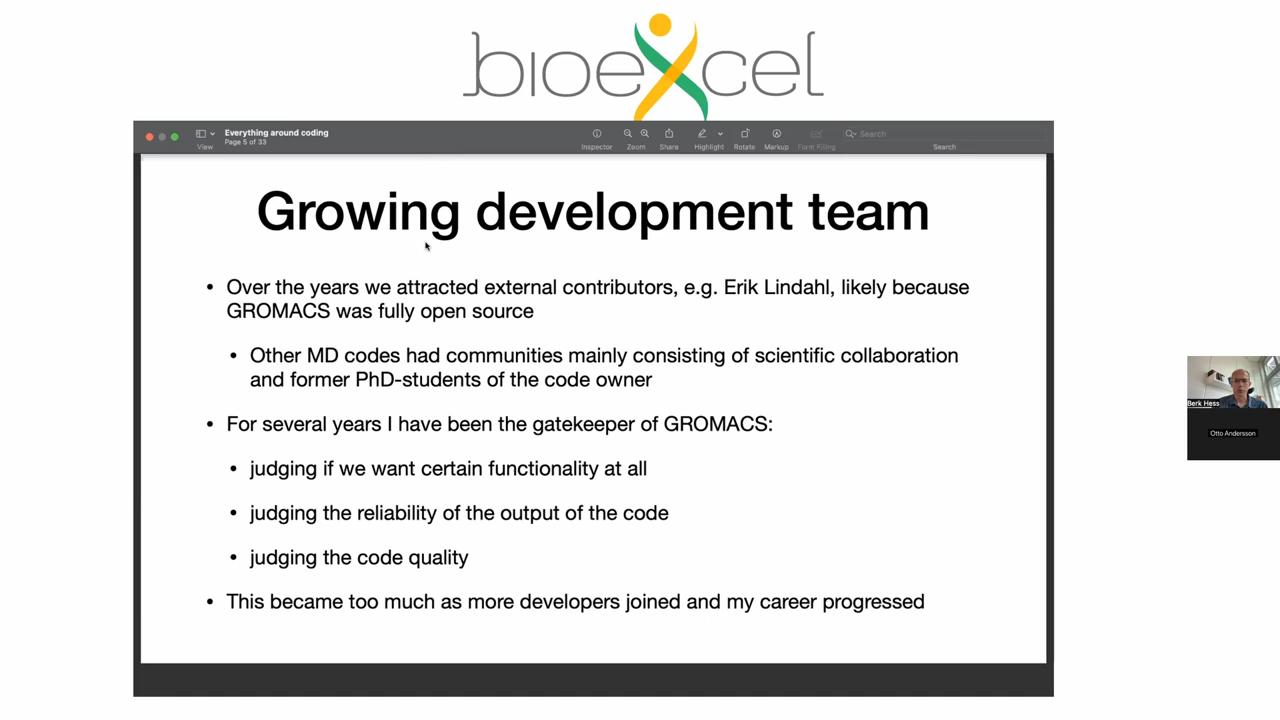 bioexcel
Everything around coding
Page 5 of 33
View
Inspector
Zoom
Share
Highlight
Rotate
Markup
Form Filling
Search
Search
Growing development team
• Over the years we attracted external contributors, e.g. Erik Lindahl, likely because
GROMACS was fully open source
• Other MD codes had communities mainly consisting of scientific collaboration
and former PhD-students of the code owner
• For several years I have been the gatekeeper of GROMACS:
• judging if we want certain functionality at all
• judging the reliability of the output of the code
• judging the code quality
• This became too much as more developers joined and my career progressed
Berk Hess
Otto Andersson